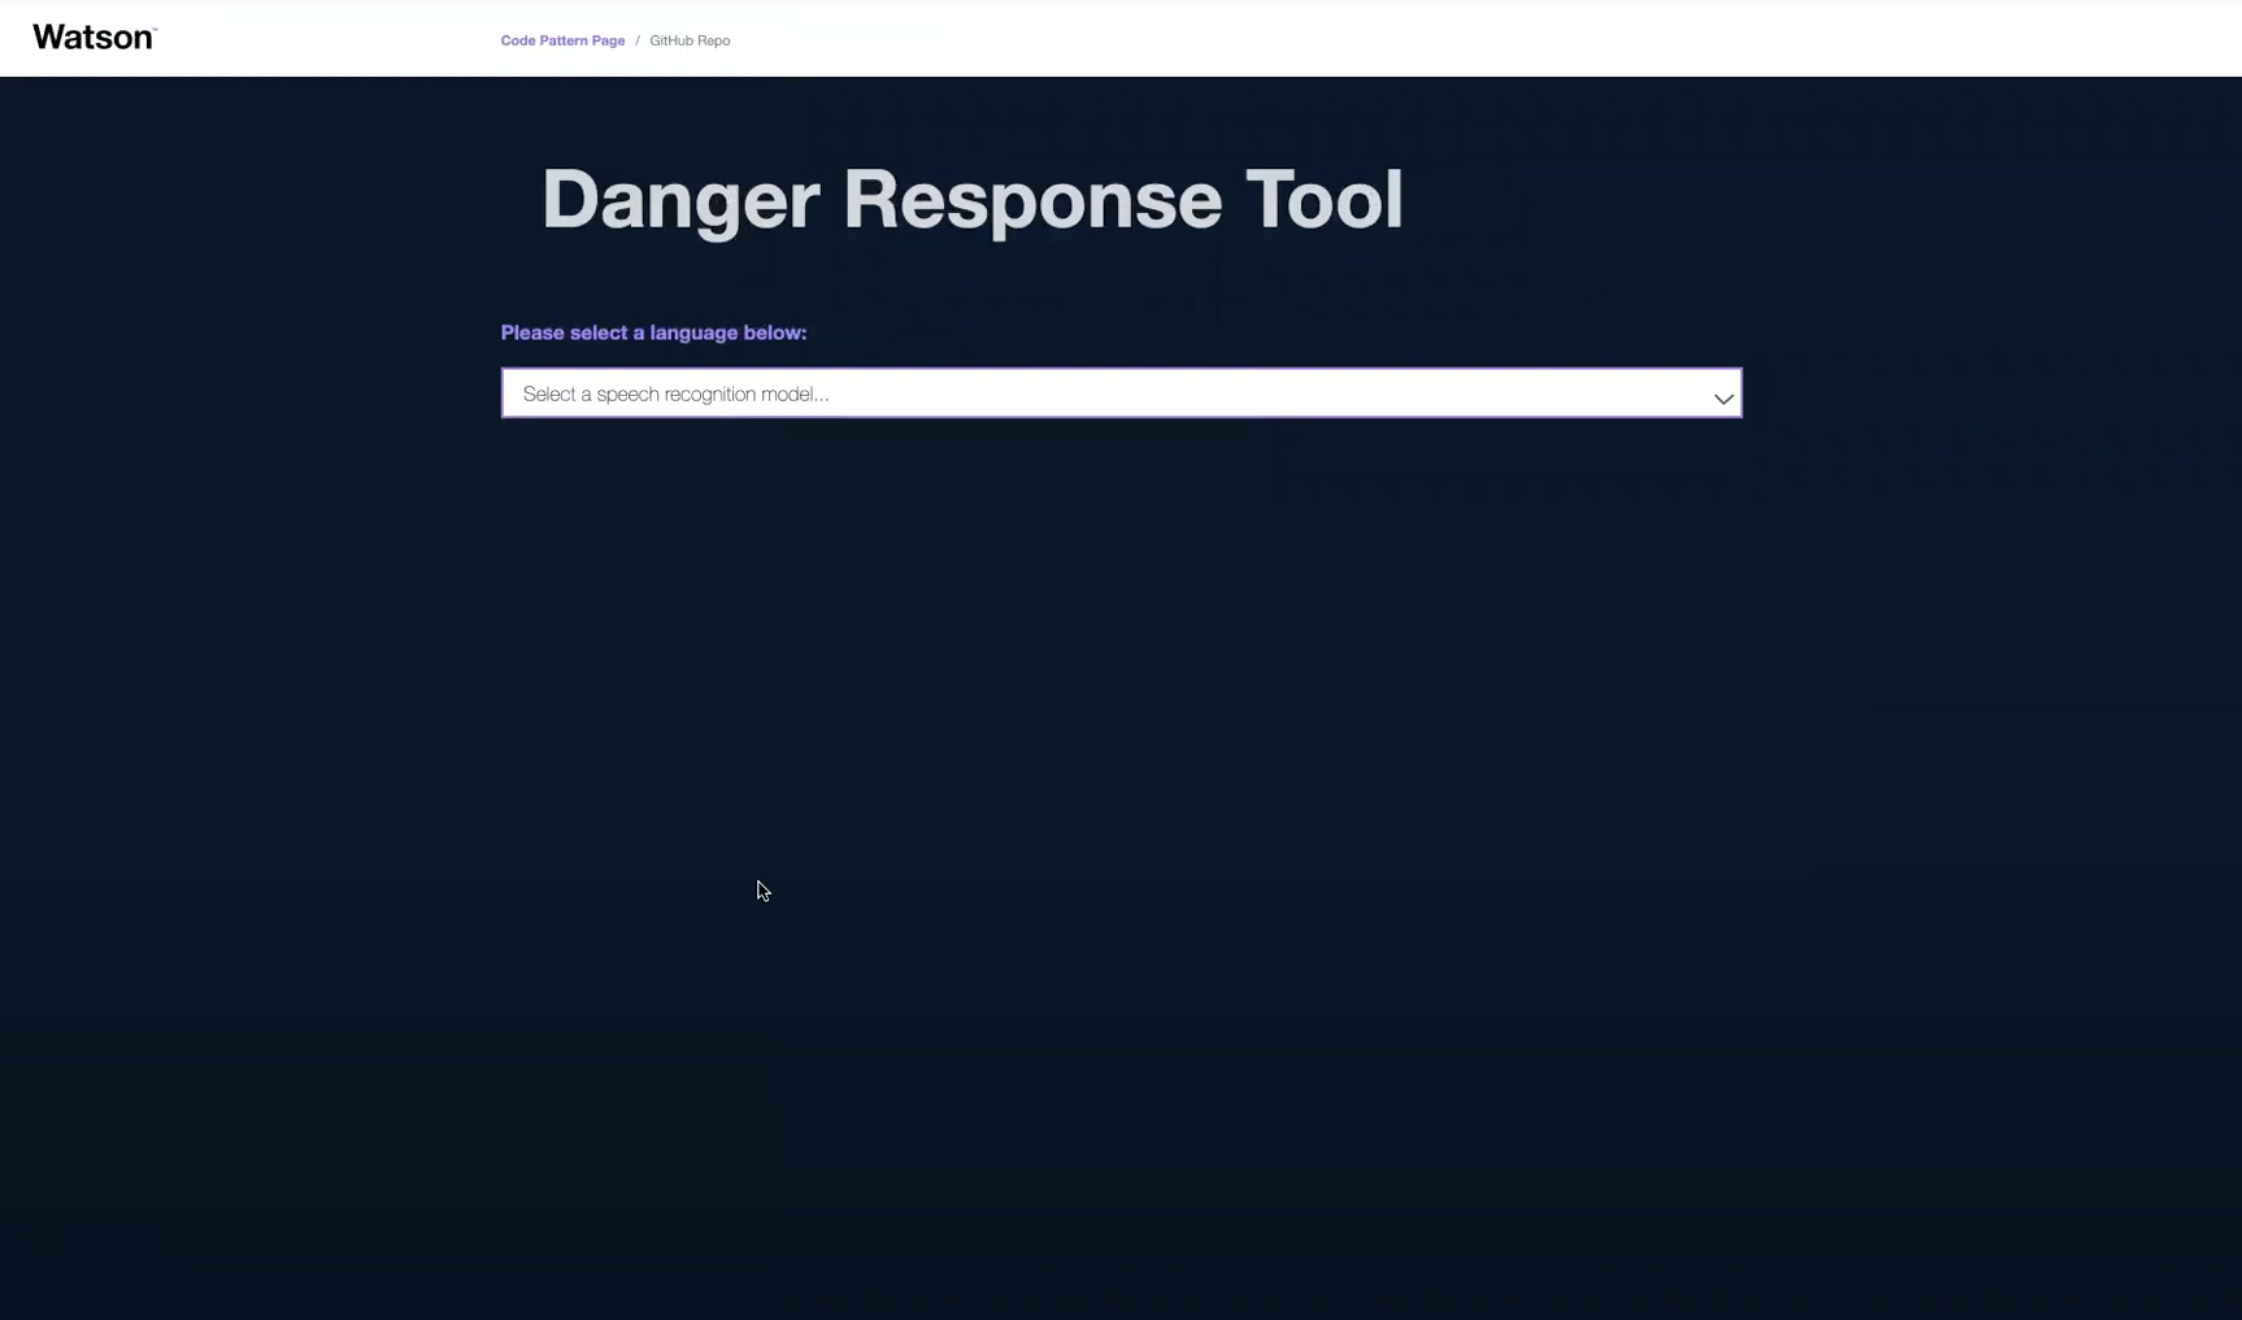 Watson™
Code Pattern Page / GitHub Repo
Danger Response Tool
Please select a language below:
Select a speech recognition model...